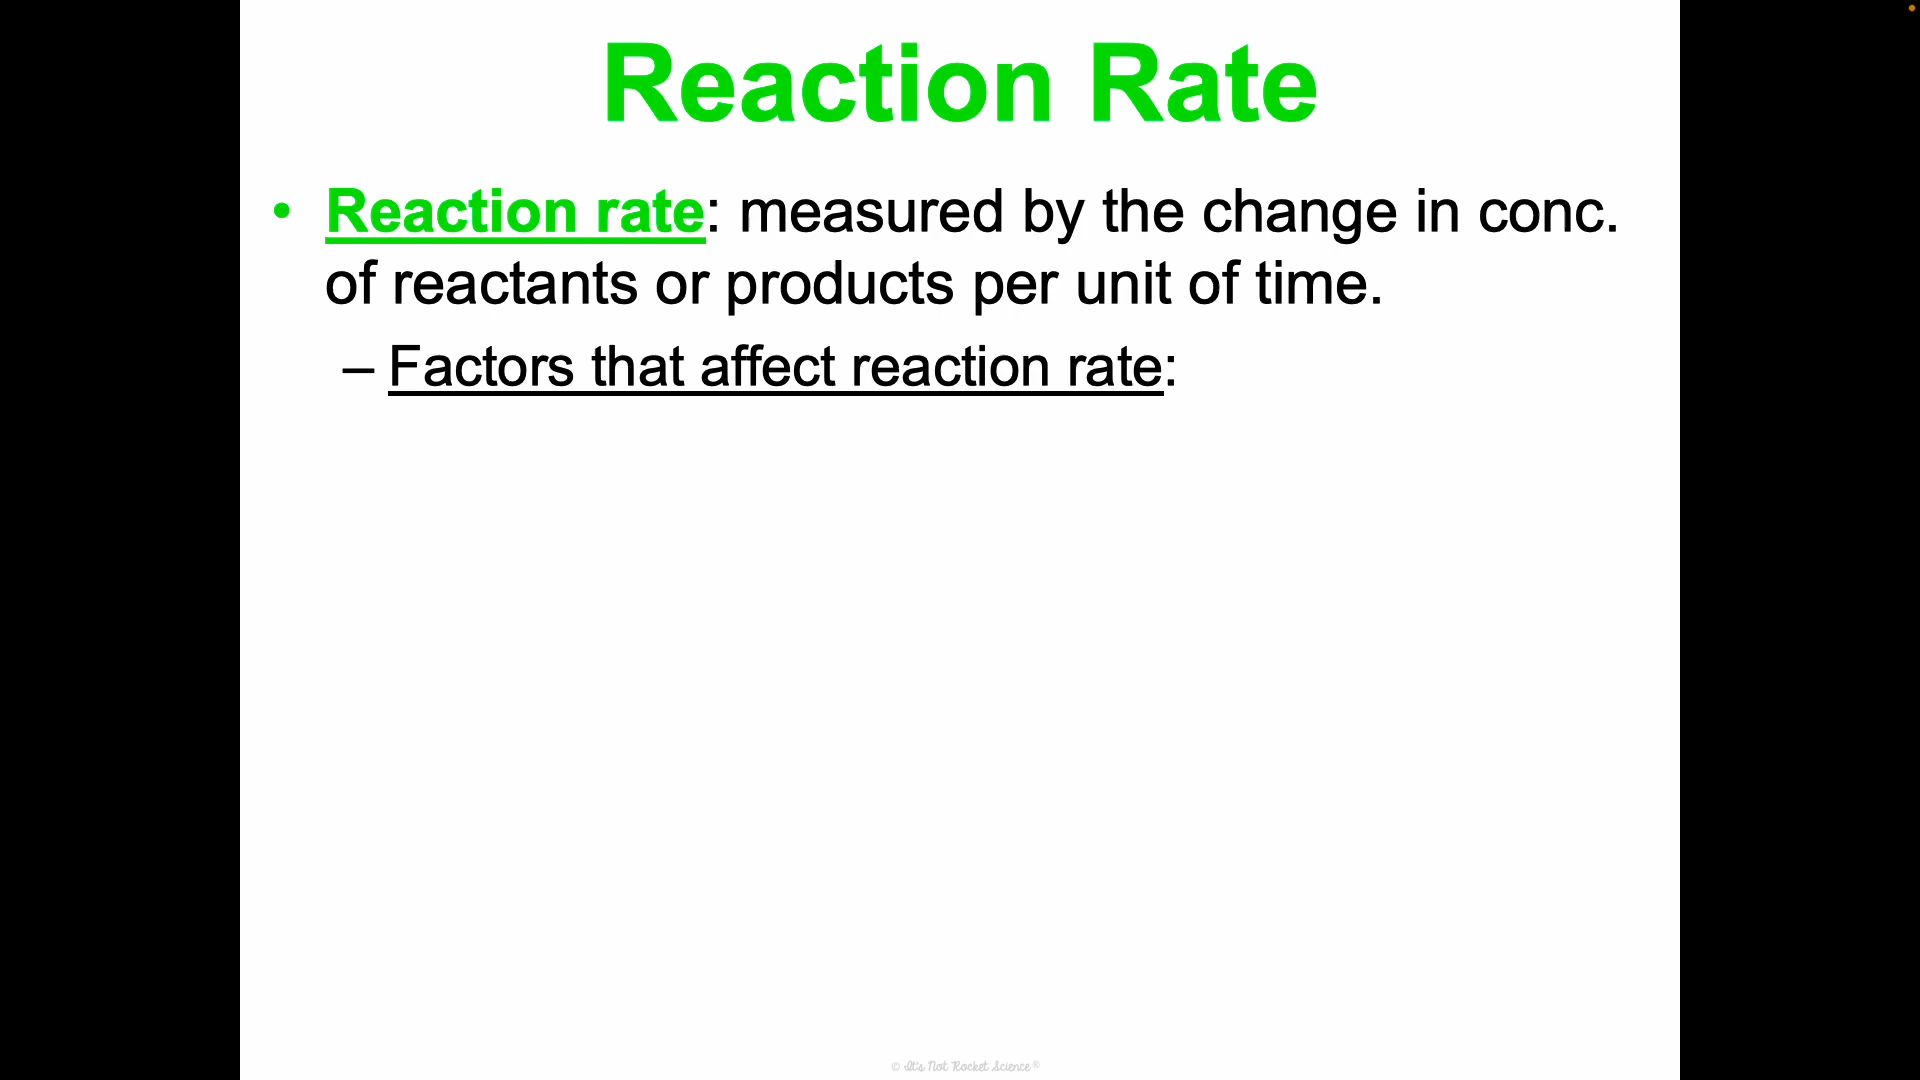 Reaction Rate
• Reaction rate: measured by the change in conc.
of reactants or products per unit of time.
– Factors that affect reaction rate:
© It's Not Rocket Science®